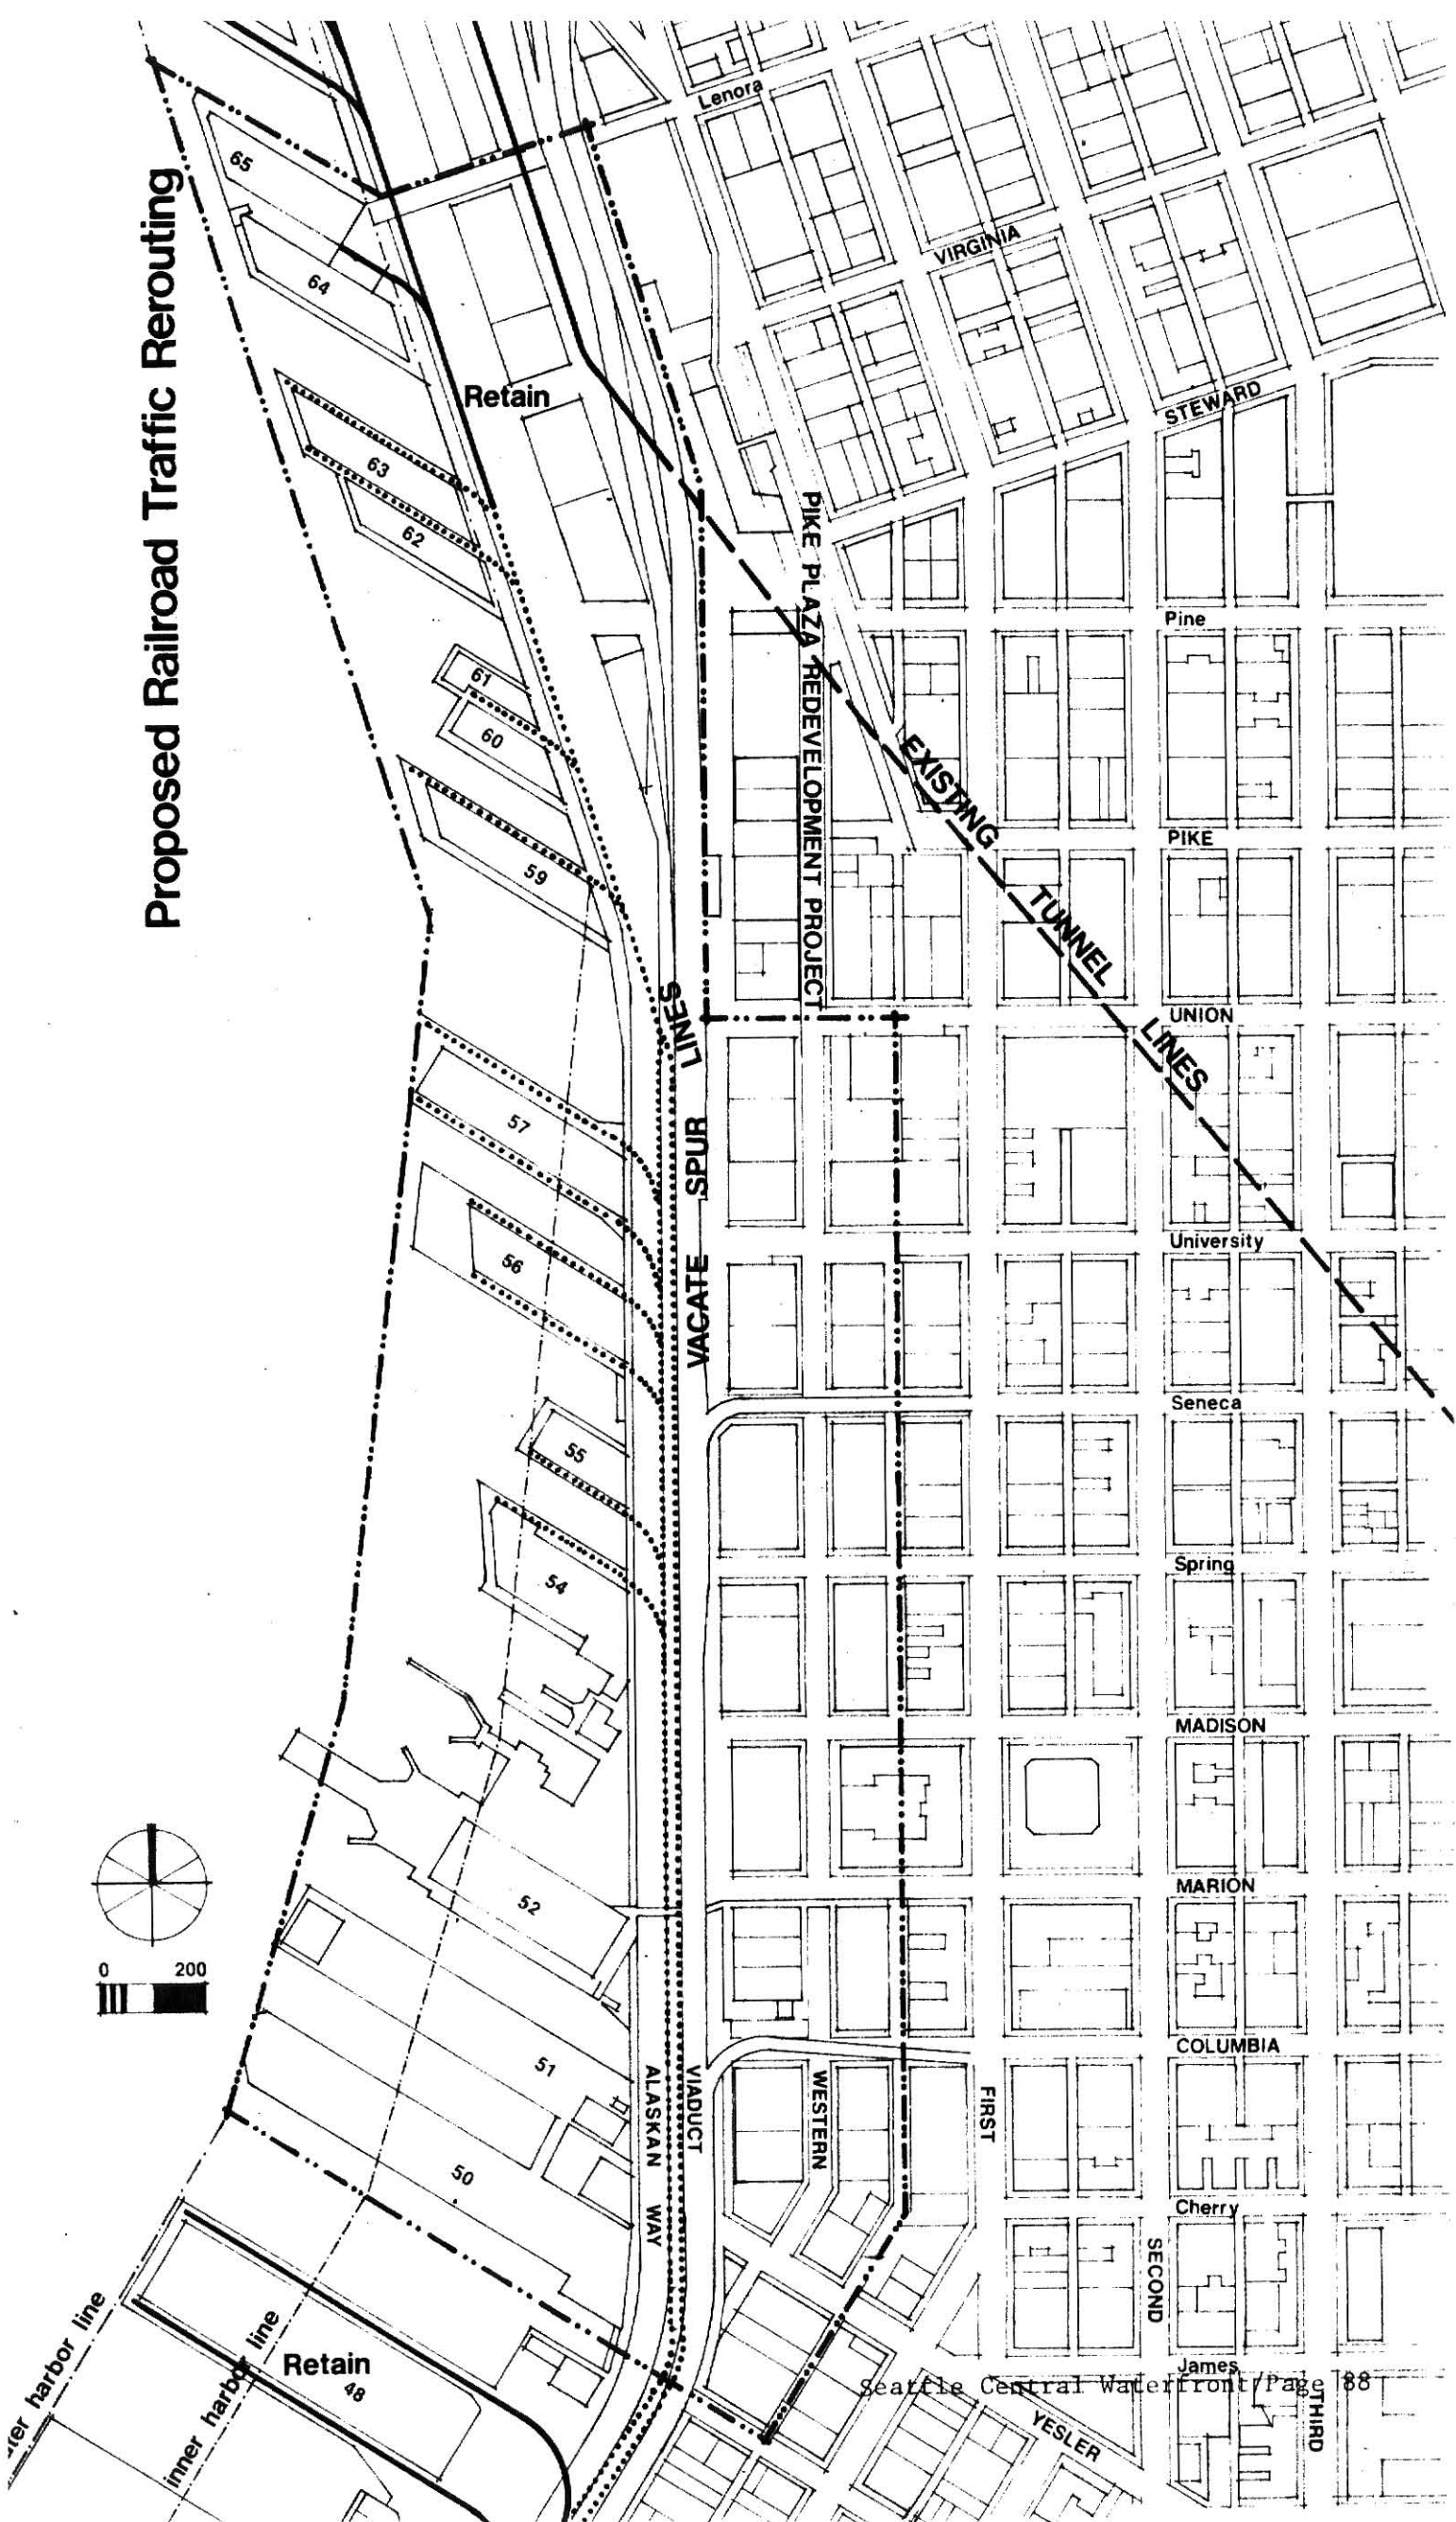 Proposed Railroad Traffic Rerouting
Lenora
VIRGINIA
STEWARD
65
64
Retain
63
62
PIKE PLAZA REDEVELOPMENT PROJECT
Pine
61
60
EXISTING TUNNEL LINES
PIKE
59
UNION
VACATE SPUR LINES
57
University
56
Seneca
55
Spring
54
MADISON
MARION
52
0 200
COLUMBIA
51
ALASKAN WAY
VIADUCT
WESTERN
FIRST
50
Cherry
SECOND
harbor line
inner harbor line
Retain
48
James
Seattle Central Waterfront/Page 88
THIRD
YESLER